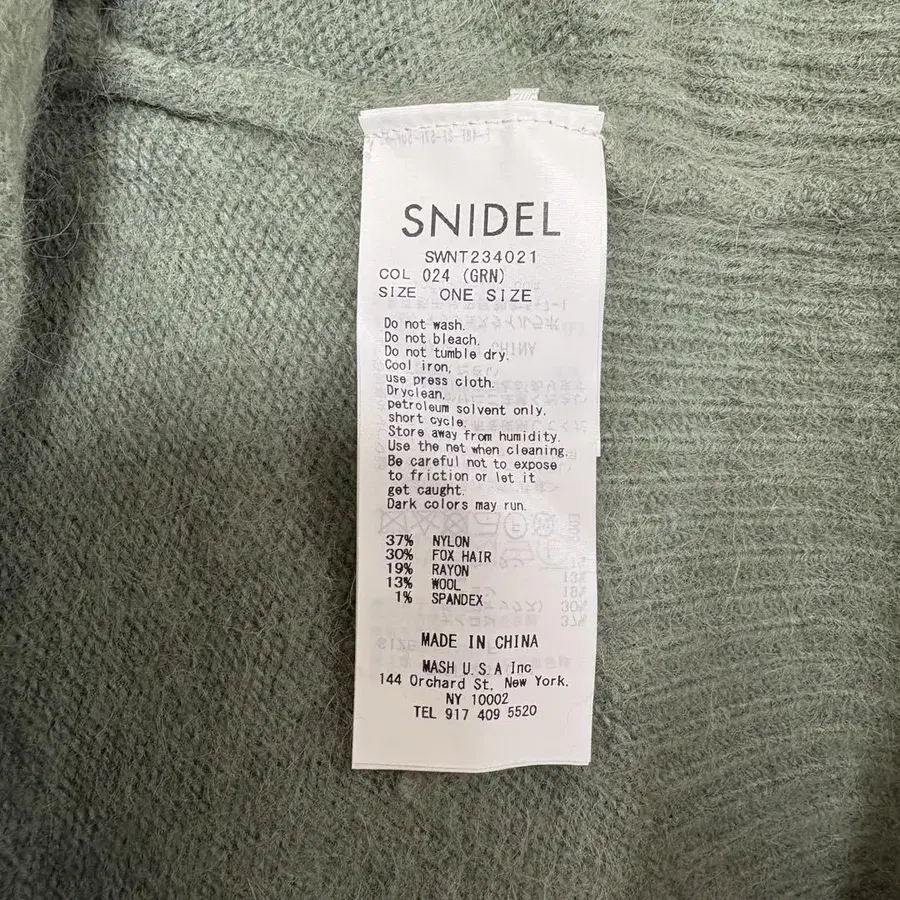 SNIDEL
SWNT234021
COL 024 (GRN)
SIZE ONE SIZE
Do not wash.
Do not bleach.
Do not tumble dry.
Cool iron,
use press cloth.
Dryclean,
petroleum solvent only.
short cycle.
Store away from humidity.
Use the net when cleaning.
Be careful not to expose
to friction or let it
get caught.
Dark colors may run.
37% NYLON
30% FOX HAIR
19% RAYON
13% WOOL
1% SPANDEX
MADE IN CHINA
MASH U.S.A Inc
144 Orchard St, New York.
NY 10002
TEL 917 409 5520